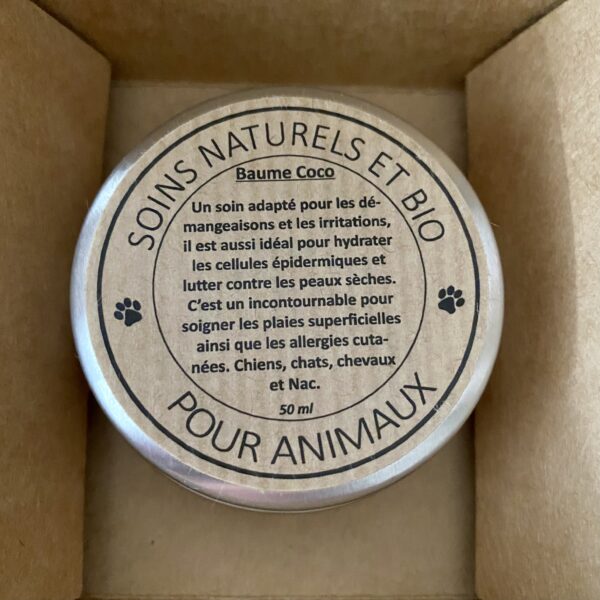 SOINS NATURELS ET BIO
Baume Coco
Un soin adapté pour les dé-
mangeaisons et les irritations,
il est aussi idéal pour hydrater
les cellules épidermiques et
lutter contre les peaux sèches.
C'est un incontournable pour
soigner les plaies superficielles
ainsi que les allergies cuta-
nées. Chiens, chats, chevaux
et Nac.
50 ml
POUR ANIMAUX